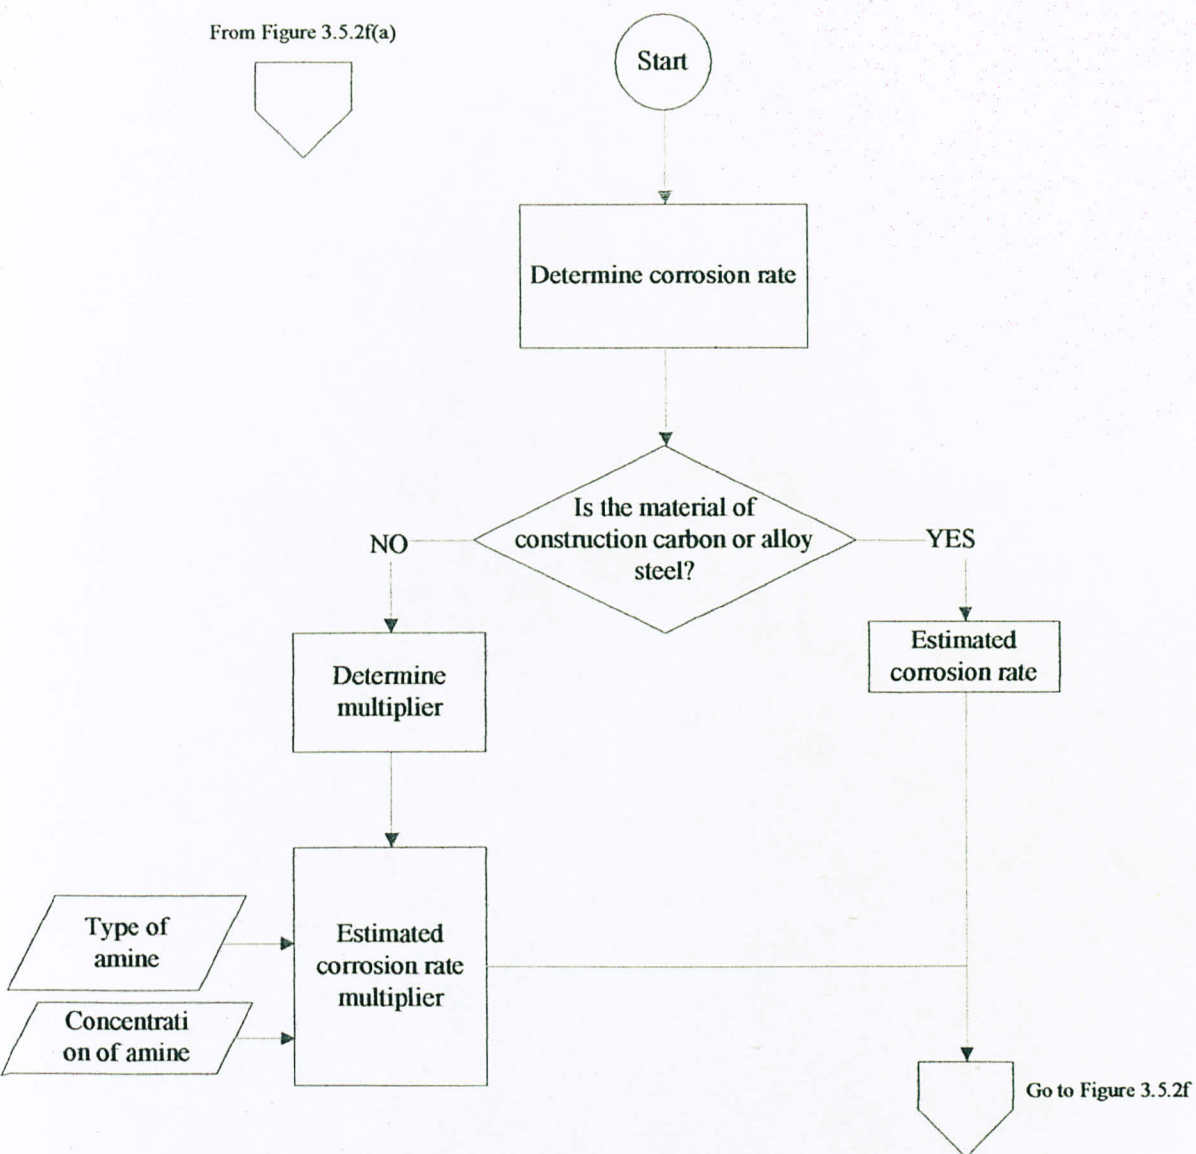 From Figure 3.5.2f(a)
Start
Determine corrosion rate
Is the material of
construction carbon or alloy
steel?
NO
YES
Determine
multiplier
Estimated
corrosion rate
Type of
amine
Estimated
corrosion rate
multiplier
Concentrati
on of amine
Go to Figure 3.5.2f